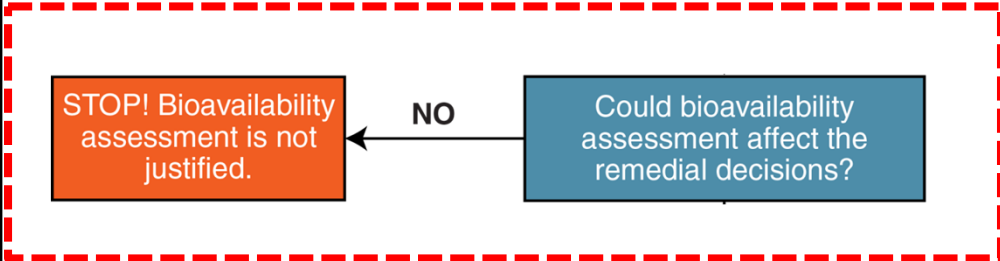 STOP! Bioavailability
assessment is not
justified.
NO
Could bioavailability
assessment affect the
remedial decisions?